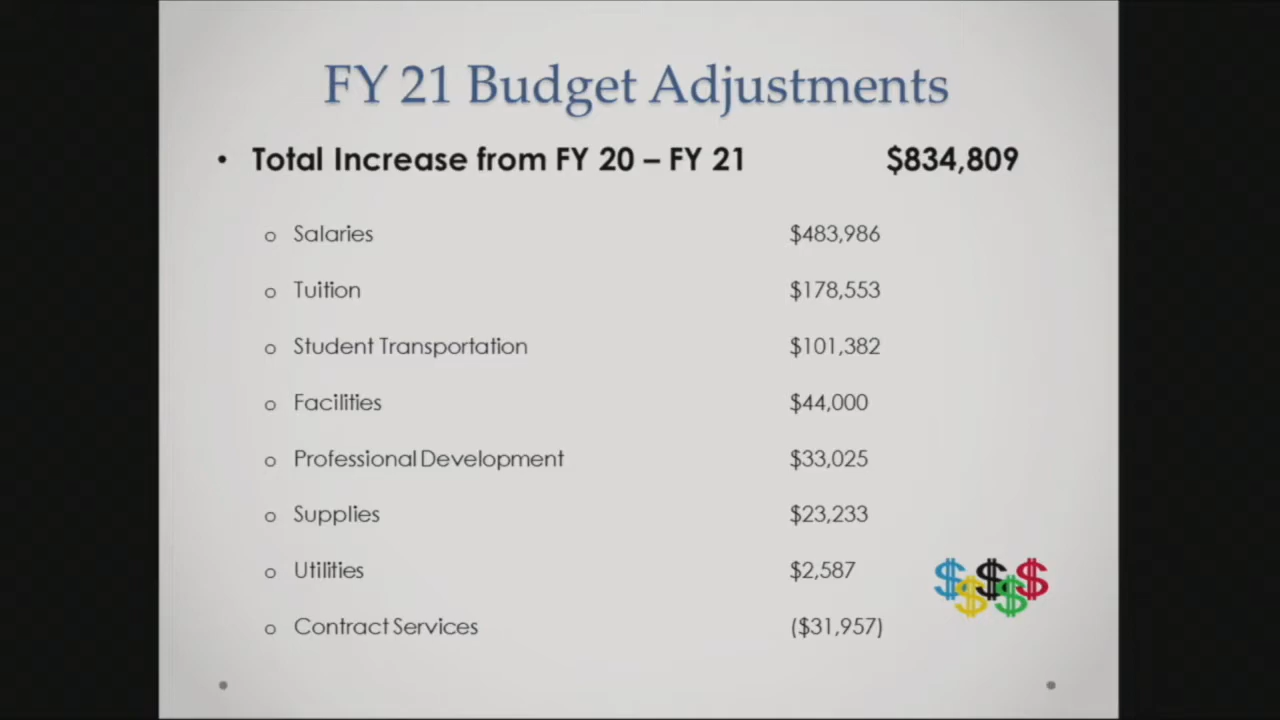 FY 21 Budget Adjustments
• Total Increase from FY 20 – FY 21 $834,809
o Salaries $483,986
o Tuition $178,553
o Student Transportation $101,382
o Facilities $44,000
o Professional Development $33,025
o Supplies $23,233
o Utilities $2,587
o Contract Services ($31,957)
$$$$$